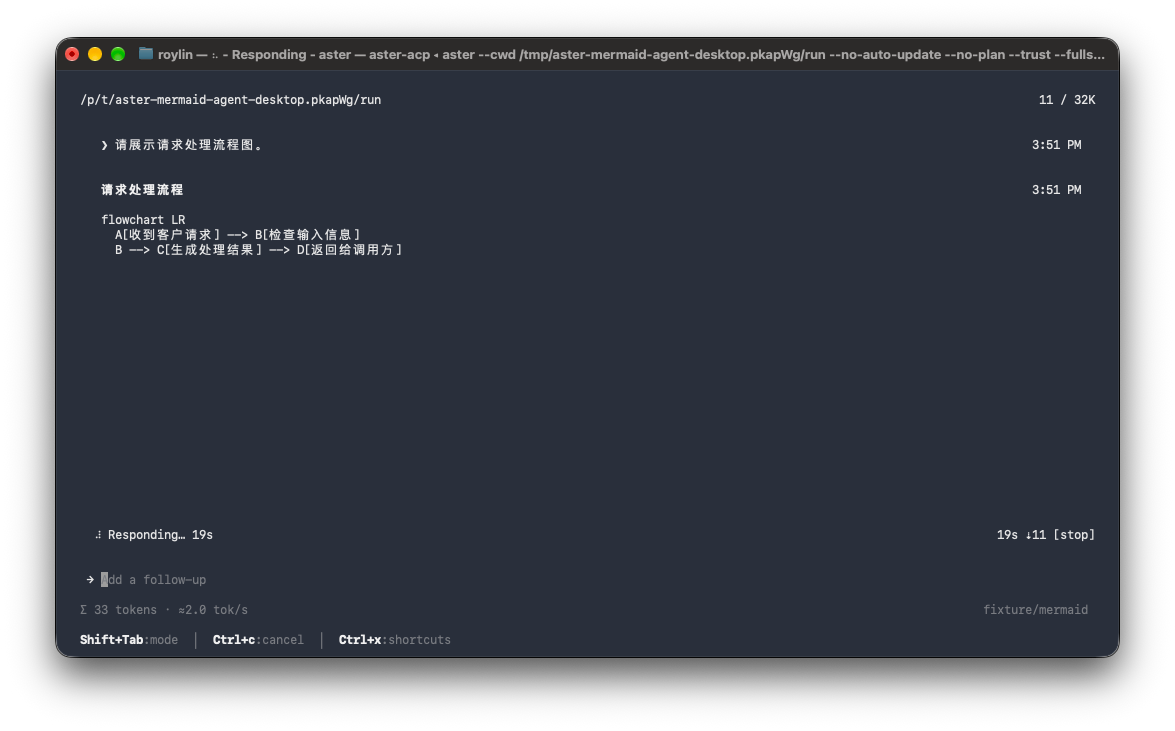 roylin — ⠦ - Responding - aster — aster-acp ◂ aster --cwd /tmp/aster-mermaid-agent-desktop.pkapWg/run --no-auto-update --no-plan --trust --fulls...
/p/t/aster-mermaid-agent-desktop.pkapWg/run 11 / 32K
❯ 请展示请求处理流程图。 3:51 PM
请求处理流程 3:51 PM
flowchart LR
A[收到客户请求] --> B[检查输入信息]
B --> C[生成处理结果] --> D[返回给调用方]
Responding… 19s 19s ↓11 [stop]
→ Add a follow-up
Σ 33 tokens · ≈2.0 tok/s fixture/mermaid
Shift+Tab:mode │ Ctrl+c:cancel │ Ctrl+x:shortcuts